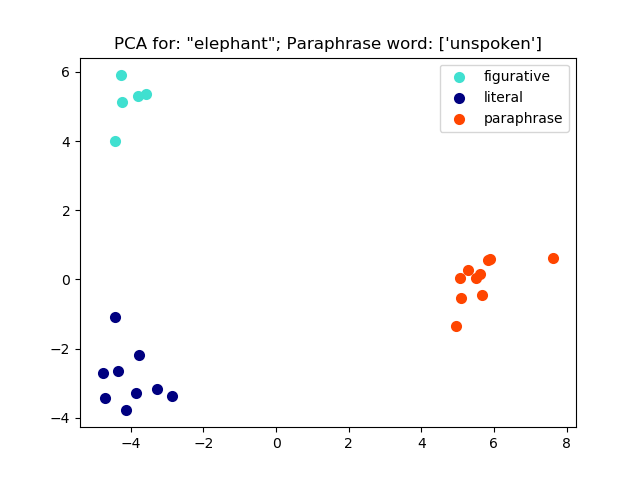 PCA for: "elephant"; Paraphrase word: ['unspoken']
figurative
literal
paraphrase
6
4
2
0
−2
−4
−4 −2 0 2 4 6 8